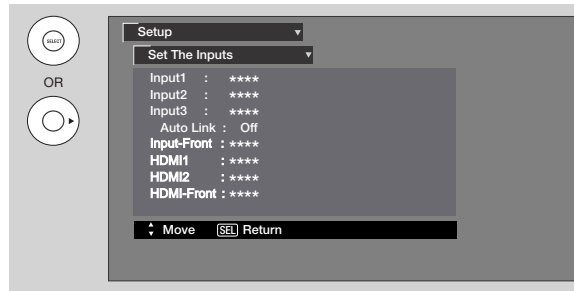 SELECT
OR
Setup
Set The Inputs
Input1 : ****
Input2 : ****
Input3 : ****
Auto Link : Off
Input-Front : ****
HDMI1 : ****
HDMI2 : ****
HDMI-Front : ****
Move SEL Return